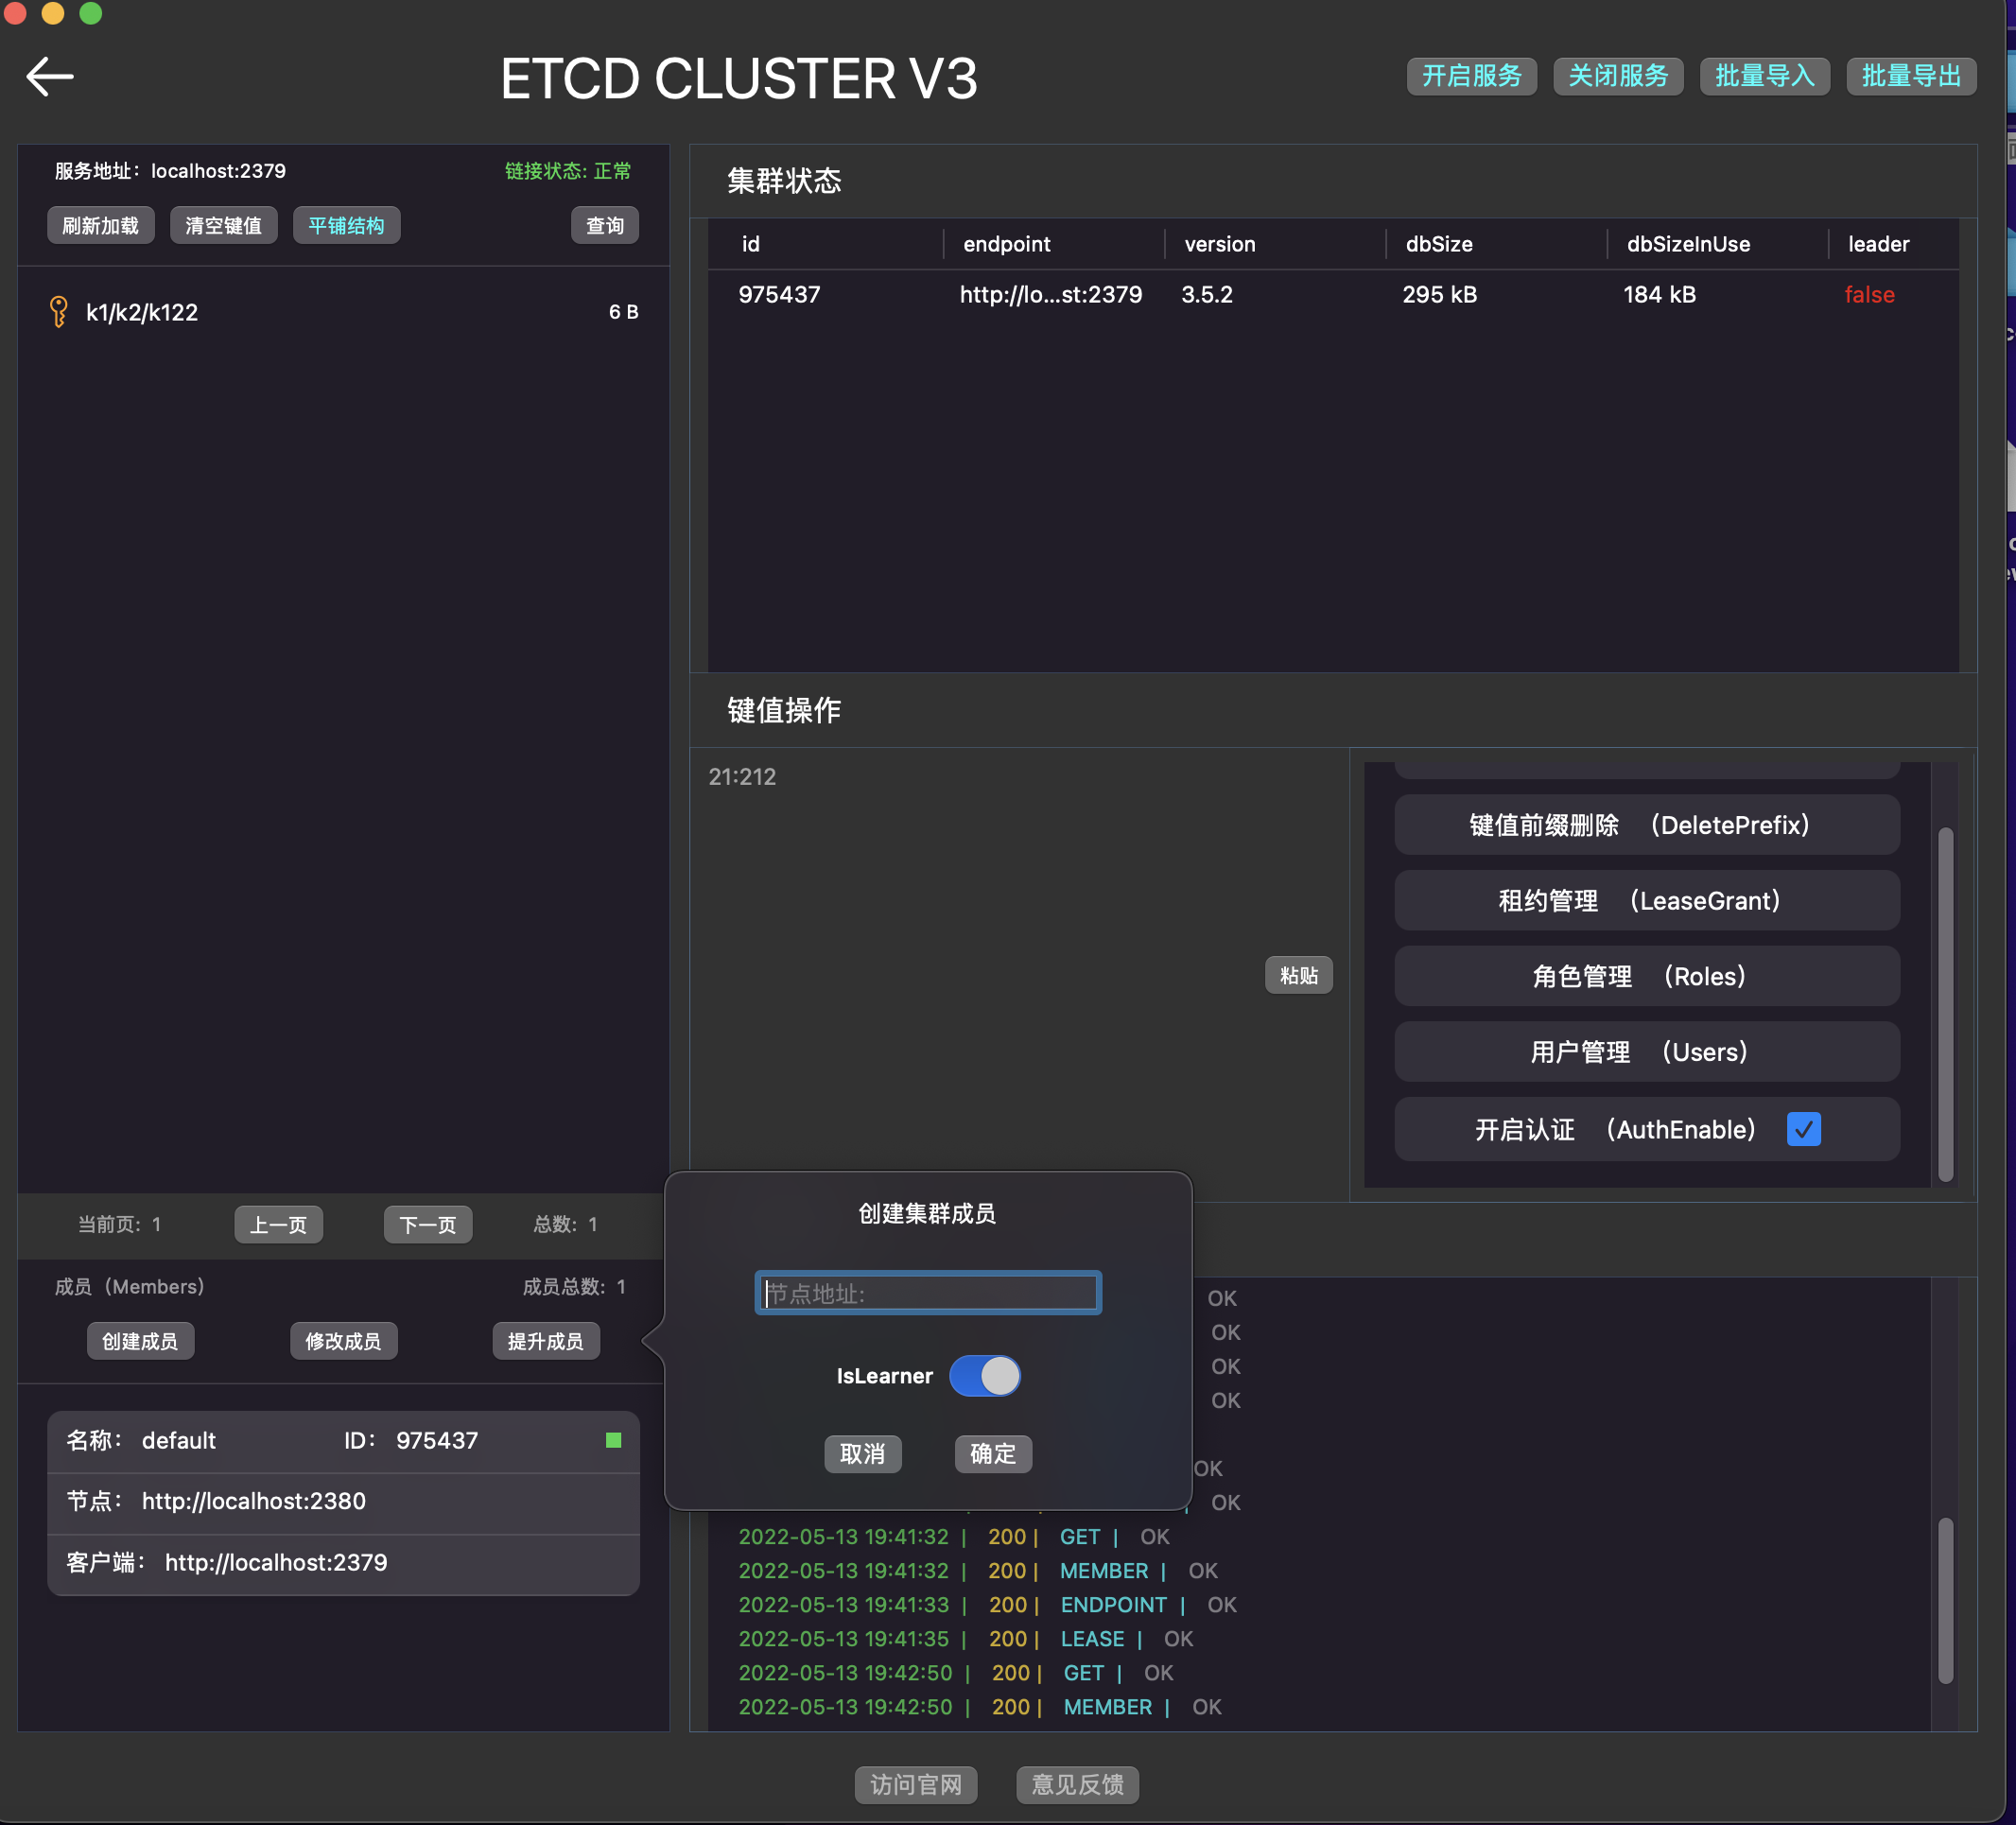 ETCD CLUSTER V3
开启服务 关闭服务 批量导入 批量导出
服务地址：localhost:2379 链接状态: 正常
刷新加载 清空键值 平铺结构 查询
k1/k2/k122 6 B
当前页：1 上一页 下一页 总数：1
成员（Members） 成员总数：1
创建成员 修改成员 提升成员
名称： default ID： 975437
节点： http://localhost:2380
客户端： http://localhost:2379
集群状态
id endpoint version dbSize dbSizeInUse leader
975437 http://lo...st:2379 3.5.2 295 kB 184 kB false
键值操作
21:212
粘贴
键值前缀删除 （DeletePrefix）
租约管理 （LeaseGrant）
角色管理 （Roles）
用户管理 （Users）
开启认证 （AuthEnable）
创建集群成员
节点地址:
IsLearner
取消 确定
OK
OK
OK
OK
OK
OK
2022-05-13 19:41:32 | 200 | GET | OK
2022-05-13 19:41:32 | 200 | MEMBER | OK
2022-05-13 19:41:33 | 200 | ENDPOINT | OK
2022-05-13 19:41:35 | 200 | LEASE | OK
2022-05-13 19:42:50 | 200 | GET | OK
2022-05-13 19:42:50 | 200 | MEMBER | OK
访问官网 意见反馈